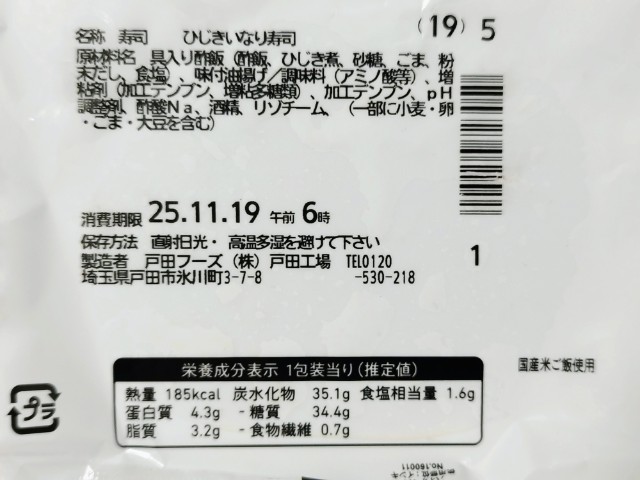 (19) 5
名称 寿司 ひじきいなり寿司
原材料名 具入り酢飯（酢飯、ひじき煮、砂糖、ごま、粉
末だし、食塩）、味付油揚げ／調味料（アミノ酸等）、増
粘剤（加工デンプン、増粘多糖類）、加工デンプン、pH
調整剤、酢酸Na、酒精、リゾチーム、（一部に小麦・卵
・ごま・大豆を含む）
消費期限 25.11.19 午前 6時
保存方法 直射日光・高温多湿を避けて下さい
製造者 戸田フーズ（株）戸田工場 TEL0120
埼玉県戸田市氷川町3-7-8 -530-218
1
栄養成分表示 1包装当り（推定値）
熱量 185kcal 炭水化物 35.1g 食塩相当量 1.6g
蛋白質 4.3g -糖質 34.4g
脂質 3.2g -食物繊維 0.7g
国産米ご飯使用
プラ
No.160011